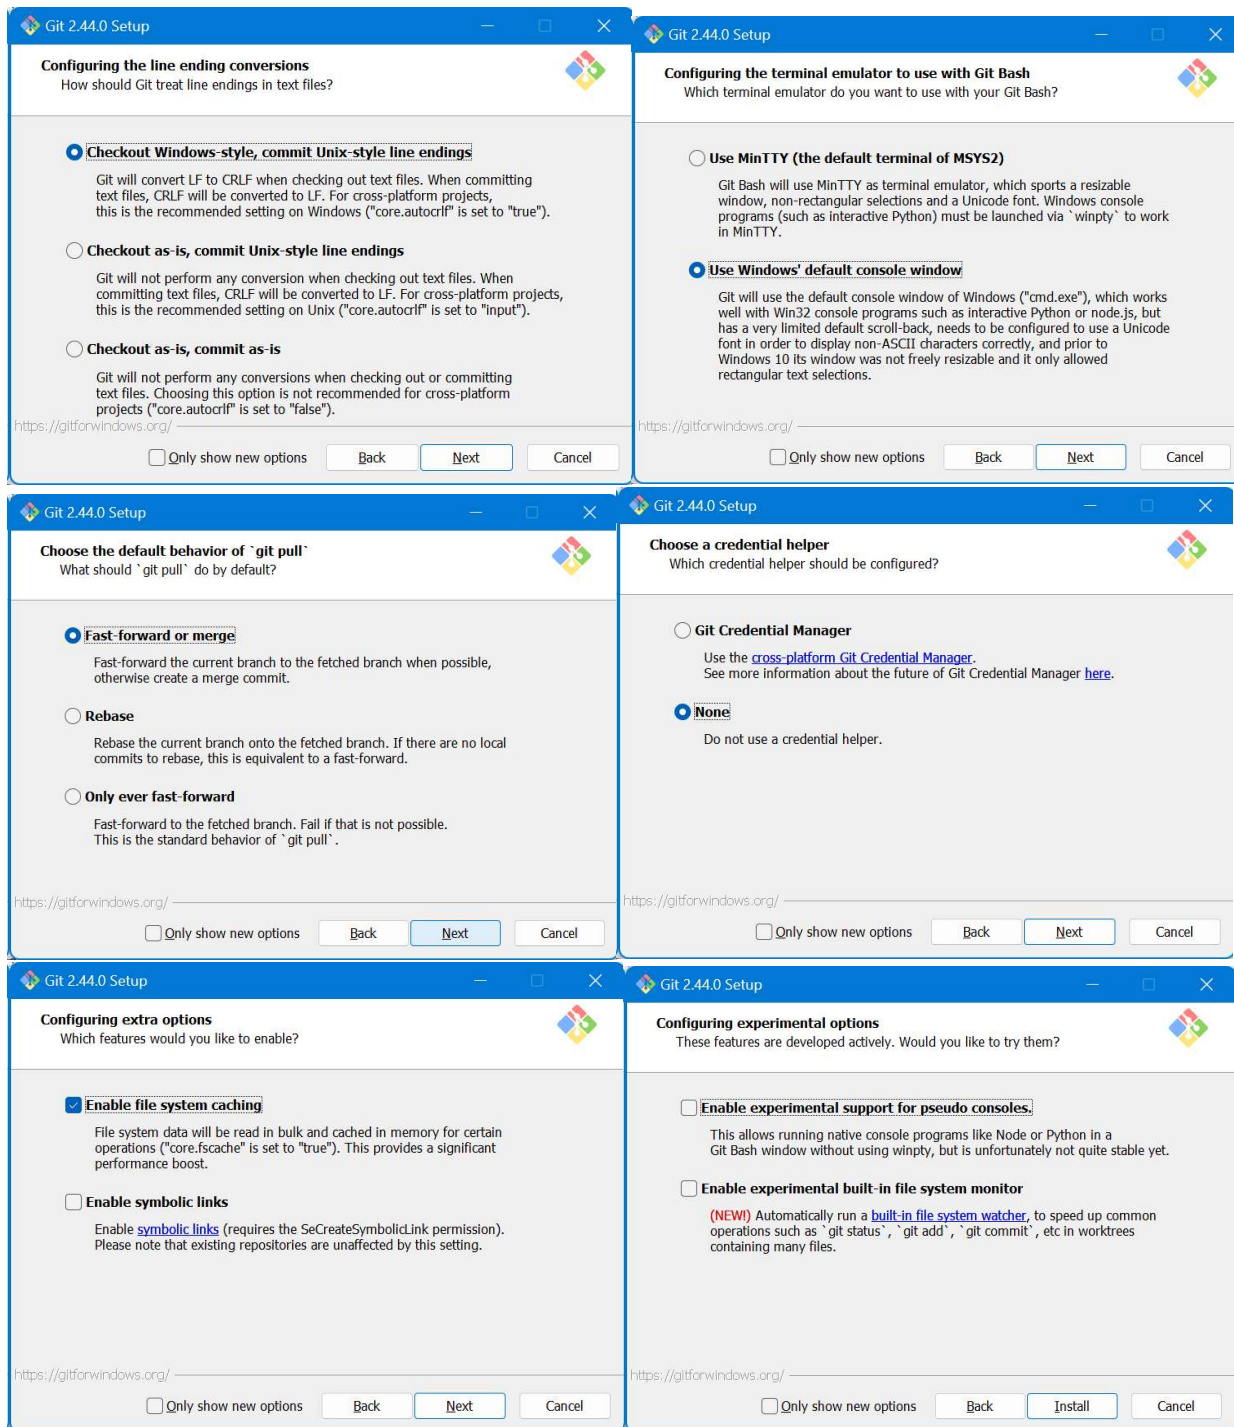 Git 2.44.0 Setup
Configuring the line ending conversions
How should Git treat line endings in text files?
Checkout Windows-style, commit Unix-style line endings
Git will convert LF to CRLF when checking out text files. When committing
text files, CRLF will be converted to LF. For cross-platform projects,
this is the recommended setting on Windows ("core.autocrlf" is set to "true").
Checkout as-is, commit Unix-style line endings
Git will not perform any conversion when checking out text files. When
committing text files, CRLF will be converted to LF. For cross-platform projects,
this is the recommended setting on Unix ("core.autocrlf" is set to "input").
Checkout as-is, commit as-is
Git will not perform any conversions when checking out or committing
text files. Choosing this option is not recommended for cross-platform
projects ("core.autocrlf" is set to "false").
https://gitforwindows.org/
Only show new options Back Next Cancel
Git 2.44.0 Setup
Configuring the terminal emulator to use with Git Bash
Which terminal emulator do you want to use with your Git Bash?
Use MinTTY (the default terminal of MSYS2)
Git Bash will use MinTTY as terminal emulator, which sports a resizable
window, non-rectangular selections and a Unicode font. Windows console
programs (such as interactive Python) must be launched via `winpty` to work
in MinTTY.
Use Windows' default console window
Git will use the default console window of Windows ("cmd.exe"), which works
well with Win32 console programs such as interactive Python or node.js, but
has a very limited default scroll-back, needs to be configured to use a Unicode
font in order to display non-ASCII characters correctly, and prior to
Windows 10 its window was not freely resizable and it only allowed
rectangular text selections.
https://gitforwindows.org/
Only show new options Back Next Cancel
Git 2.44.0 Setup
Choose the default behavior of `git pull`
What should `git pull` do by default?
Fast-forward or merge
Fast-forward the current branch to the fetched branch when possible,
otherwise create a merge commit.
Rebase
Rebase the current branch onto the fetched branch. If there are no local
commits to rebase, this is equivalent to a fast-forward.
Only ever fast-forward
Fast-forward to the fetched branch. Fail if that is not possible.
This is the standard behavior of `git pull`.
https://gitforwindows.org/
Only show new options Back Next Cancel
Git 2.44.0 Setup
Choose a credential helper
Which credential helper should be configured?
Git Credential Manager
Use the cross-platform Git Credential Manager.
See more information about the future of Git Credential Manager here.
None
Do not use a credential helper.
https://gitforwindows.org/
Only show new options Back Next Cancel
Git 2.44.0 Setup
Configuring extra options
Which features would you like to enable?
Enable file system caching
File system data will be read in bulk and cached in memory for certain
operations ("core.fscache" is set to "true"). This provides a significant
performance boost.
Enable symbolic links
Enable symbolic links (requires the SeCreateSymbolicLink permission).
Please note that existing repositories are unaffected by this setting.
https://gitforwindows.org/
Only show new options Back Next Cancel
Git 2.44.0 Setup
Configuring experimental options
These features are developed actively. Would you like to try them?
Enable experimental support for pseudo consoles.
This allows running native console programs like Node or Python in a
Git Bash window without using winpty, but is unfortunately not quite stable yet.
Enable experimental built-in file system monitor
(NEW!) Automatically run a built-in file system watcher, to speed up common
operations such as `git status`, `git add`, `git commit`, etc in worktrees
containing many files.
https://gitforwindows.org/
Only show new options Back Install Cancel